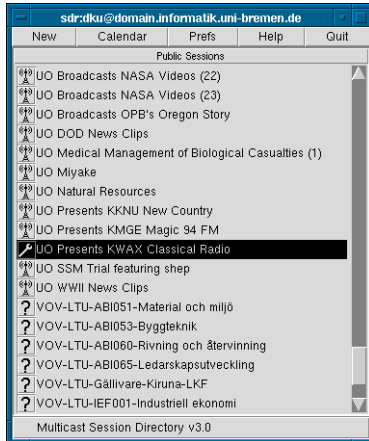 sdr:dku@domain.informatik.uni-bremen.de
New Calendar Prefs Help Quit
Public Sessions
UO Broadcasts NASA Videos (22)
UO Broadcasts NASA Videos (23)
UO Broadcasts OPB's Oregon Story
UO DOD News Clips
UO Medical Management of Biological Casualties (1)
UO Miyake
UO Natural Resources
UO Presents KKNU New Country
UO Presents KMGE Magic 94 FM
UO Presents KWAX Classical Radio
UO SSM Trial featuring shep
UO WWII News Clips
? VOV-LTU-ABI051-Material och miljö
? VOV-LTU-ABI053-Byggteknik
? VOV-LTU-ABI060-Rivning och återvinning
? VOV-LTU-ABI065-Ledarskapsutveckling
? VOV-LTU-Gällivare-Kiruna-LKF
? VOV-LTU-IEF001-Industriell ekonomi
Multicast Session Directory v3.0